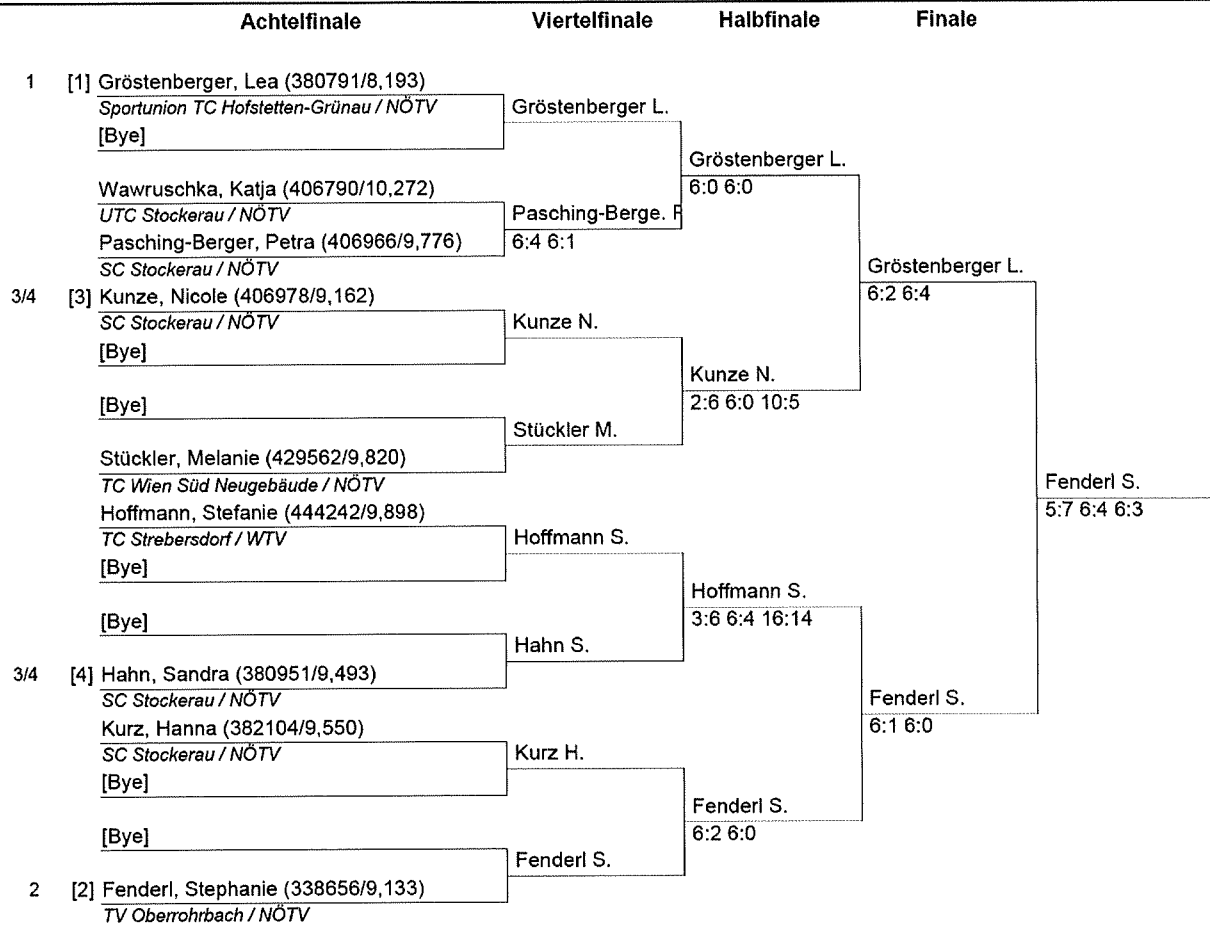 Achtelfinale Viertelfinale Halbfinale Finale
1 [1] Gröstenberger, Lea (380791/8,193)
Sportunion TC Hofstetten-Grünau / NÖTV
Gröstenberger L.
[Bye]
Gröstenberger L.
6:0 6:0
Wawruschka, Katja (406790/10,272)
UTC Stockerau / NÖTV
Pasching-Berge. P
Pasching-Berger, Petra (406966/9,776)
6:4 6:1
SC Stockerau / NÖTV
Gröstenberger L.
6:2 6:4
3/4 [3] Kunze, Nicole (406978/9,162)
SC Stockerau / NÖTV
Kunze N.
[Bye]
Kunze N.
2:6 6:0 10:5
[Bye]
Stückler M.
Stückler, Melanie (429562/9,820)
TC Wien Süd Neugebäude / NÖTV
Fenderl S.
5:7 6:4 6:3
Hoffmann, Stefanie (444242/9,898)
TC Strebersdorf / WTV
Hoffmann S.
[Bye]
Hoffmann S.
3:6 6:4 16:14
[Bye]
Hahn S.
3/4 [4] Hahn, Sandra (380951/9,493)
SC Stockerau / NÖTV
Fenderl S.
6:1 6:0
Kurz, Hanna (382104/9,550)
SC Stockerau / NÖTV
Kurz H.
[Bye]
Fenderl S.
6:2 6:0
[Bye]
Fenderl S.
2 [2] Fenderl, Stephanie (338656/9,133)
TV Oberrohrbach / NÖTV